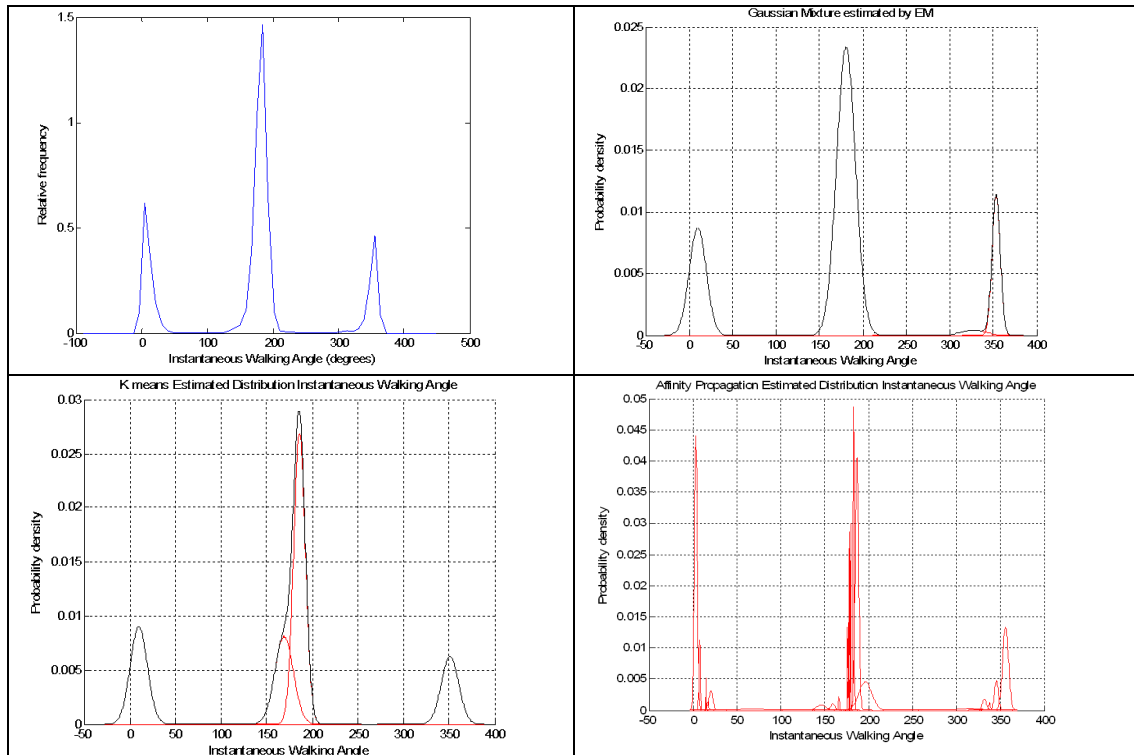 1.5
1
0.5
0
-100 0 100 200 300 400 500
Relative frequency
Instantaneous Walking Angle (degrees)
Gaussian Mixture estimated by EM
0.025
0.02
0.015
0.01
0.005
0
-50 0 50 100 150 200 250 300 350 400
Probability density
Instantaneous Walking Angle
K means Estimated Distribution Instantaneous Walking Angle
0.03
0.025
0.02
0.015
0.01
0.005
0
-50 0 50 100 150 200 250 300 350 400
Probability density
Instantaneous Walking Angle
Affinity Propagation Estimated Distribution Instantaneous Walking Angle
0.05
0.045
0.04
0.035
0.03
0.025
0.02
0.015
0.01
0.005
0
-50 0 50 100 150 200 250 300 350 400
Probability density
Instantaneous Walking Angle